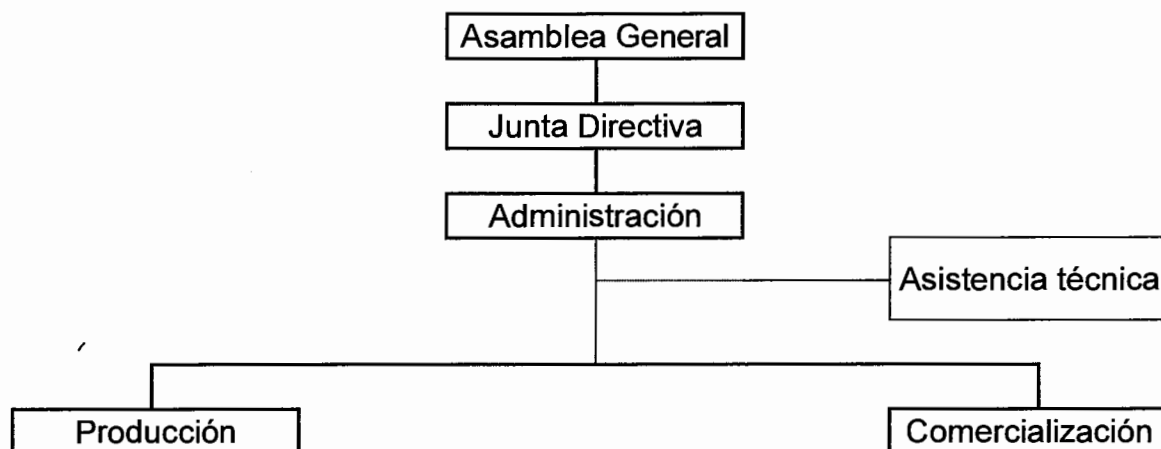 Asamblea General
Junta Directiva
Administración
Asistencia técnica
Producción
Comercialización